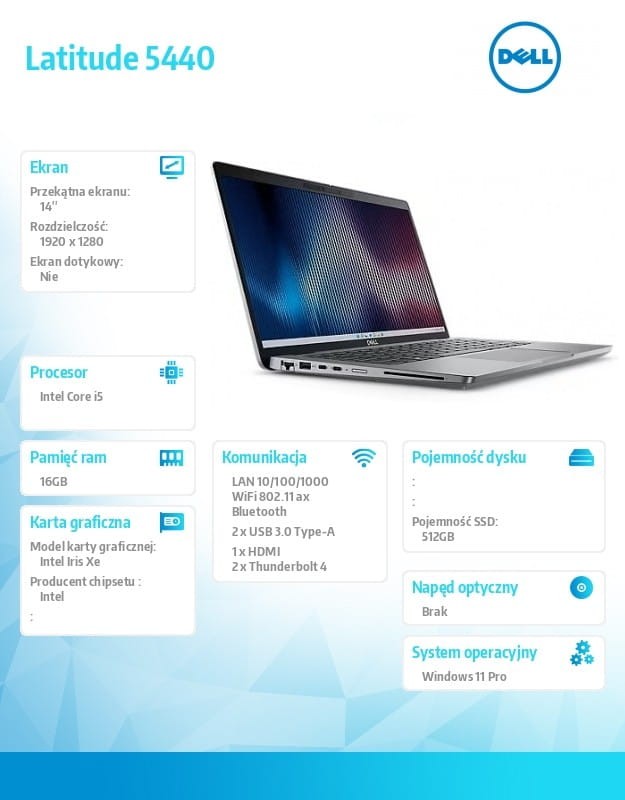 Latitude 5440
DELL
Ekran
Przekątna ekranu:
14"
Rozdzielczość:
1920 x 1280
Ekran dotykowy:
Nie
DELL
Procesor
Intel Core i5
Pamięć ram
16GB
Karta graficzna
Model karty graficznej:
Intel Iris Xe
Producent chipsetu :
Intel
:
Komunikacja
LAN 10/100/1000
WiFi 802.11 ax
Bluetooth
2 x USB 3.0 Type-A
1 x HDMI
2 x Thunderbolt 4
Pojemność dysku
:
:
Pojemność SSD:
512GB
Napęd optyczny
Brak
System operacyjny
Windows 11 Pro